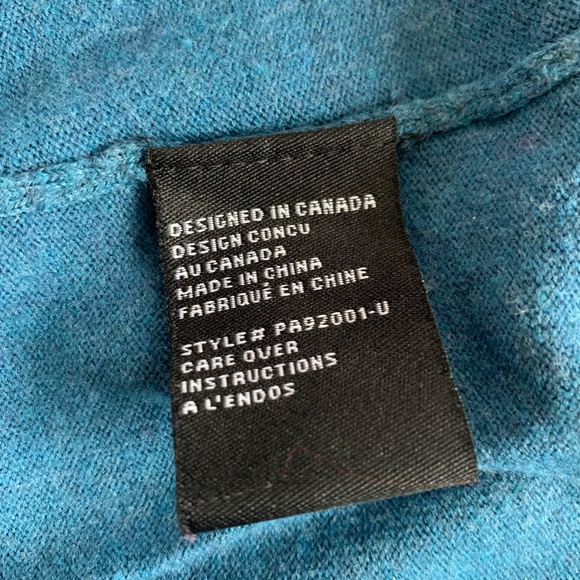 DESIGNED IN CANADA
DESIGN CONCU
AU CANADA
MADE IN CHINA
FABRIQUÉ EN CHINE
STYLE# PA92001-U
CARE OVER
INSTRUCTIONS
A L'ENDOS